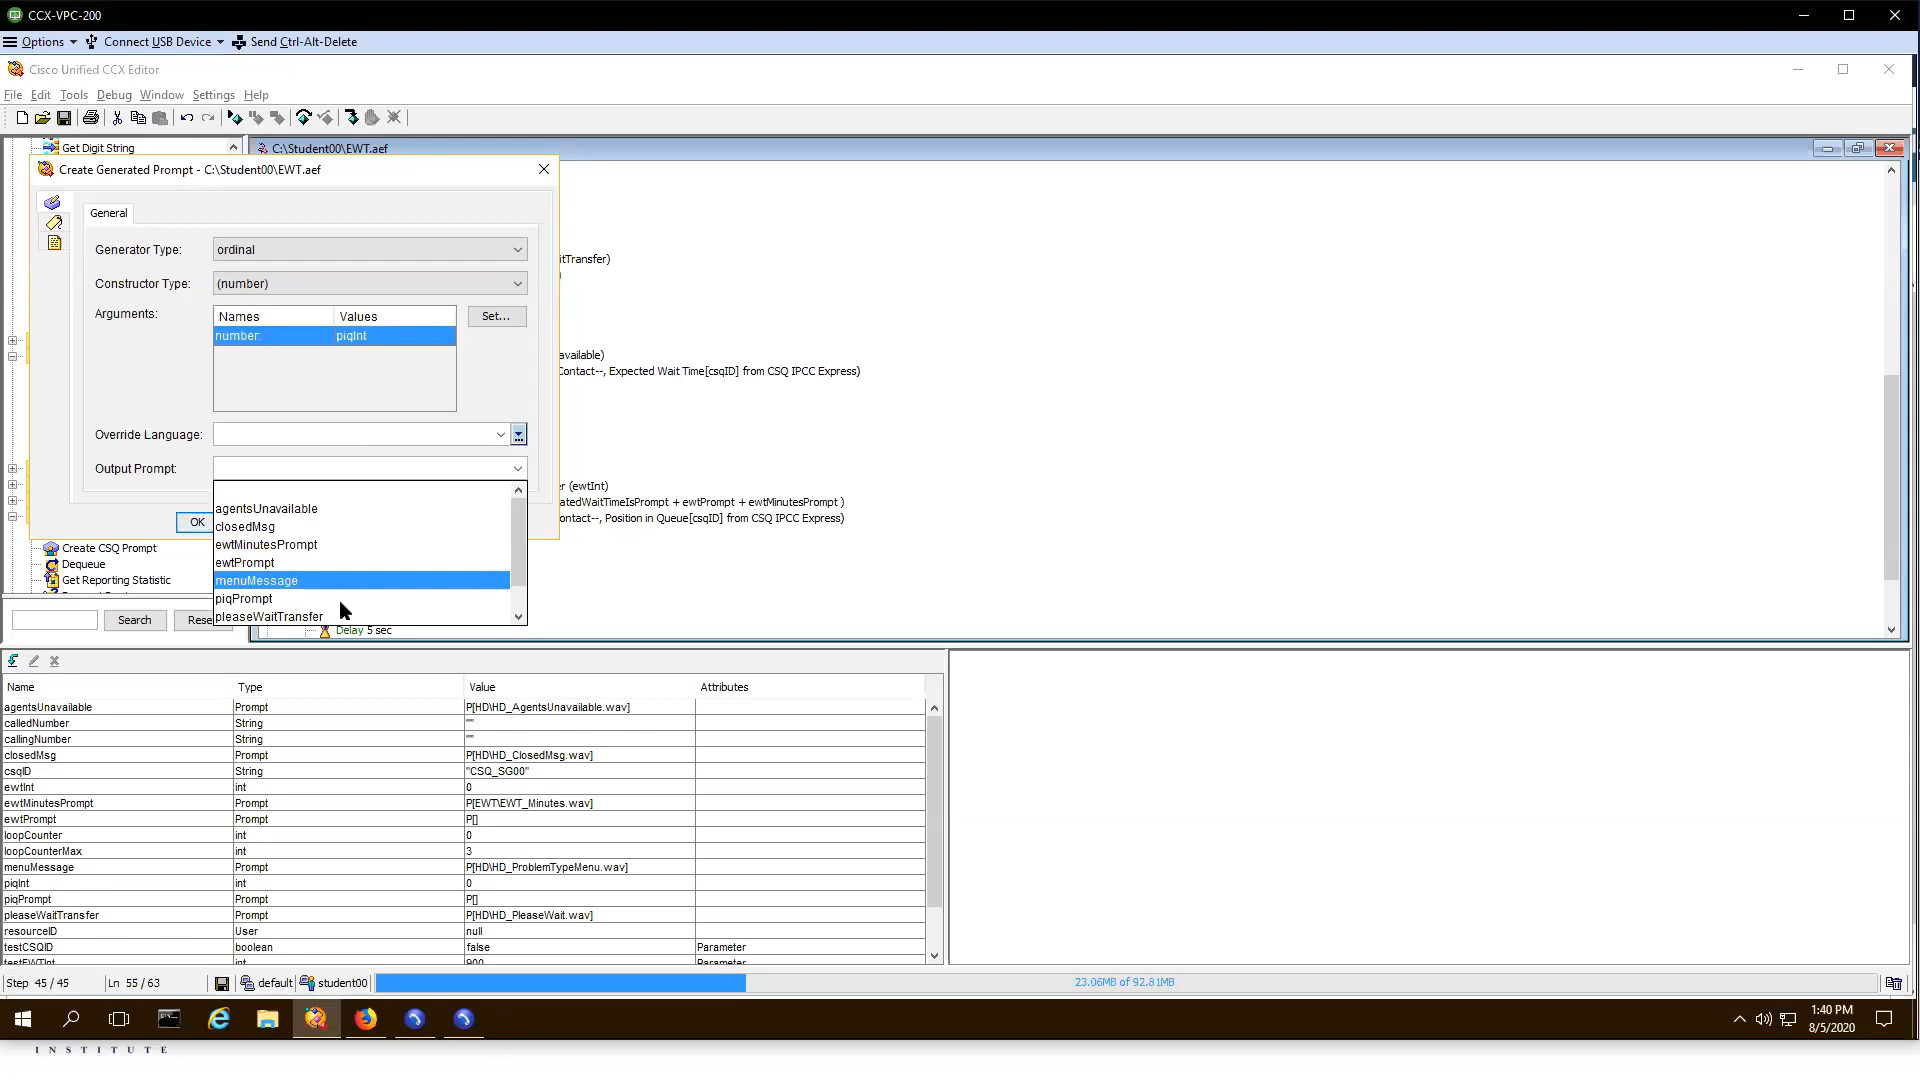 CCX-VPC-200
Options Connect USB Device Send Ctrl-Alt-Delete
Cisco Unified CCX Editor
File Edit Tools Debug Window Settings Help
Get Digit String
C:\Student00\EWT.aef
Create Generated Prompt - C:\Student00\EWT.aef
General
Generator Type: ordinal
Constructor Type: (number)
Arguments:
Names Values
Set...
number: piqInt
Override Language:
Output Prompt:
agentsUnavailable
closedMsg
ewtMinutesPrompt
ewtPrompt
menuMessage
piqPrompt
pleaseWaitTransfer
OK
itTransfer)
)
available)
Contact--, Expected Wait Time[csqID] from CSQ IPCC Express)
er (ewtInt)
atedWaitTimeIsPrompt + ewtPrompt + ewtMinutesPrompt )
Contact--, Position in Queue[csqID] from CSQ IPCC Express)
Create CSQ Prompt
Dequeue
Get Reporting Statistic
Search Rese
Delay 5 sec
Name Type Value Attributes
agentsUnavailable Prompt P[HD\HD_AgentsUnavailable.wav]
calledNumber String ""
callingNumber String ""
closedMsg Prompt P[HD\HD_ClosedMsg.wav]
csqID String "CSQ_SG00"
ewtInt int 0
ewtMinutesPrompt Prompt P[EWT\EWT_Minutes.wav]
ewtPrompt Prompt P[]
loopCounter int 0
loopCounterMax int 3
menuMessage Prompt P[HD\HD_ProblemTypeMenu.wav]
piqInt int 0
piqPrompt Prompt P[]
pleaseWaitTransfer Prompt P[HD\HD_PleaseWait.wav]
resourceID User null
testCSQID boolean false Parameter
testEWTInt int 900 Parameter
Step 45 / 45 Ln 55 / 63 default student00 23.06MB of 92.81MB
1:40 PM
8/5/2020
INSTITUTE